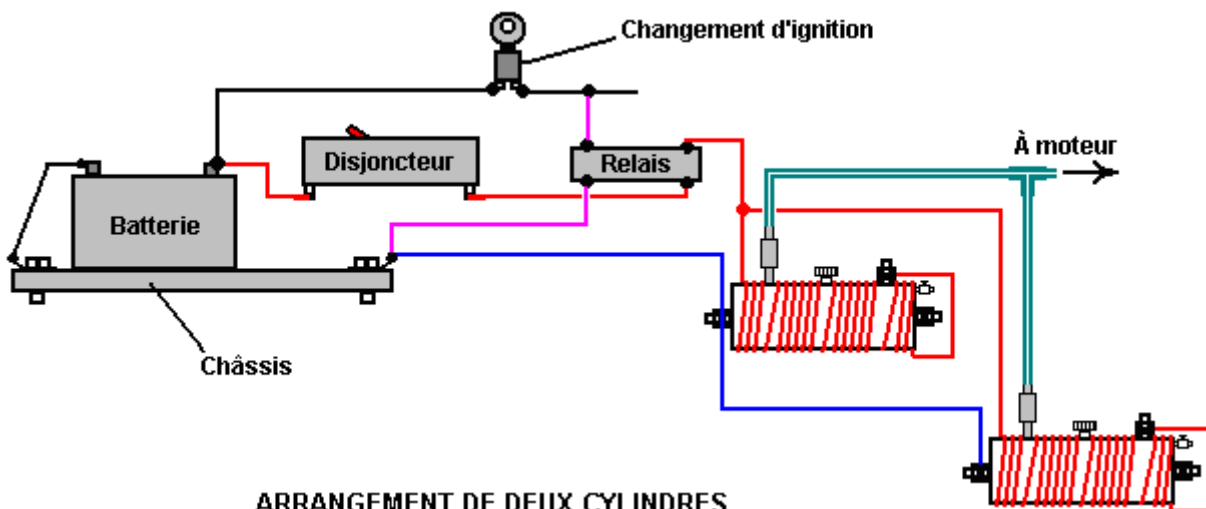 Changement d'ignition
Disjoncteur
Relais
À moteur
Batterie
Châssis
ARRANGEMENT DE DEUX CYLINDRES